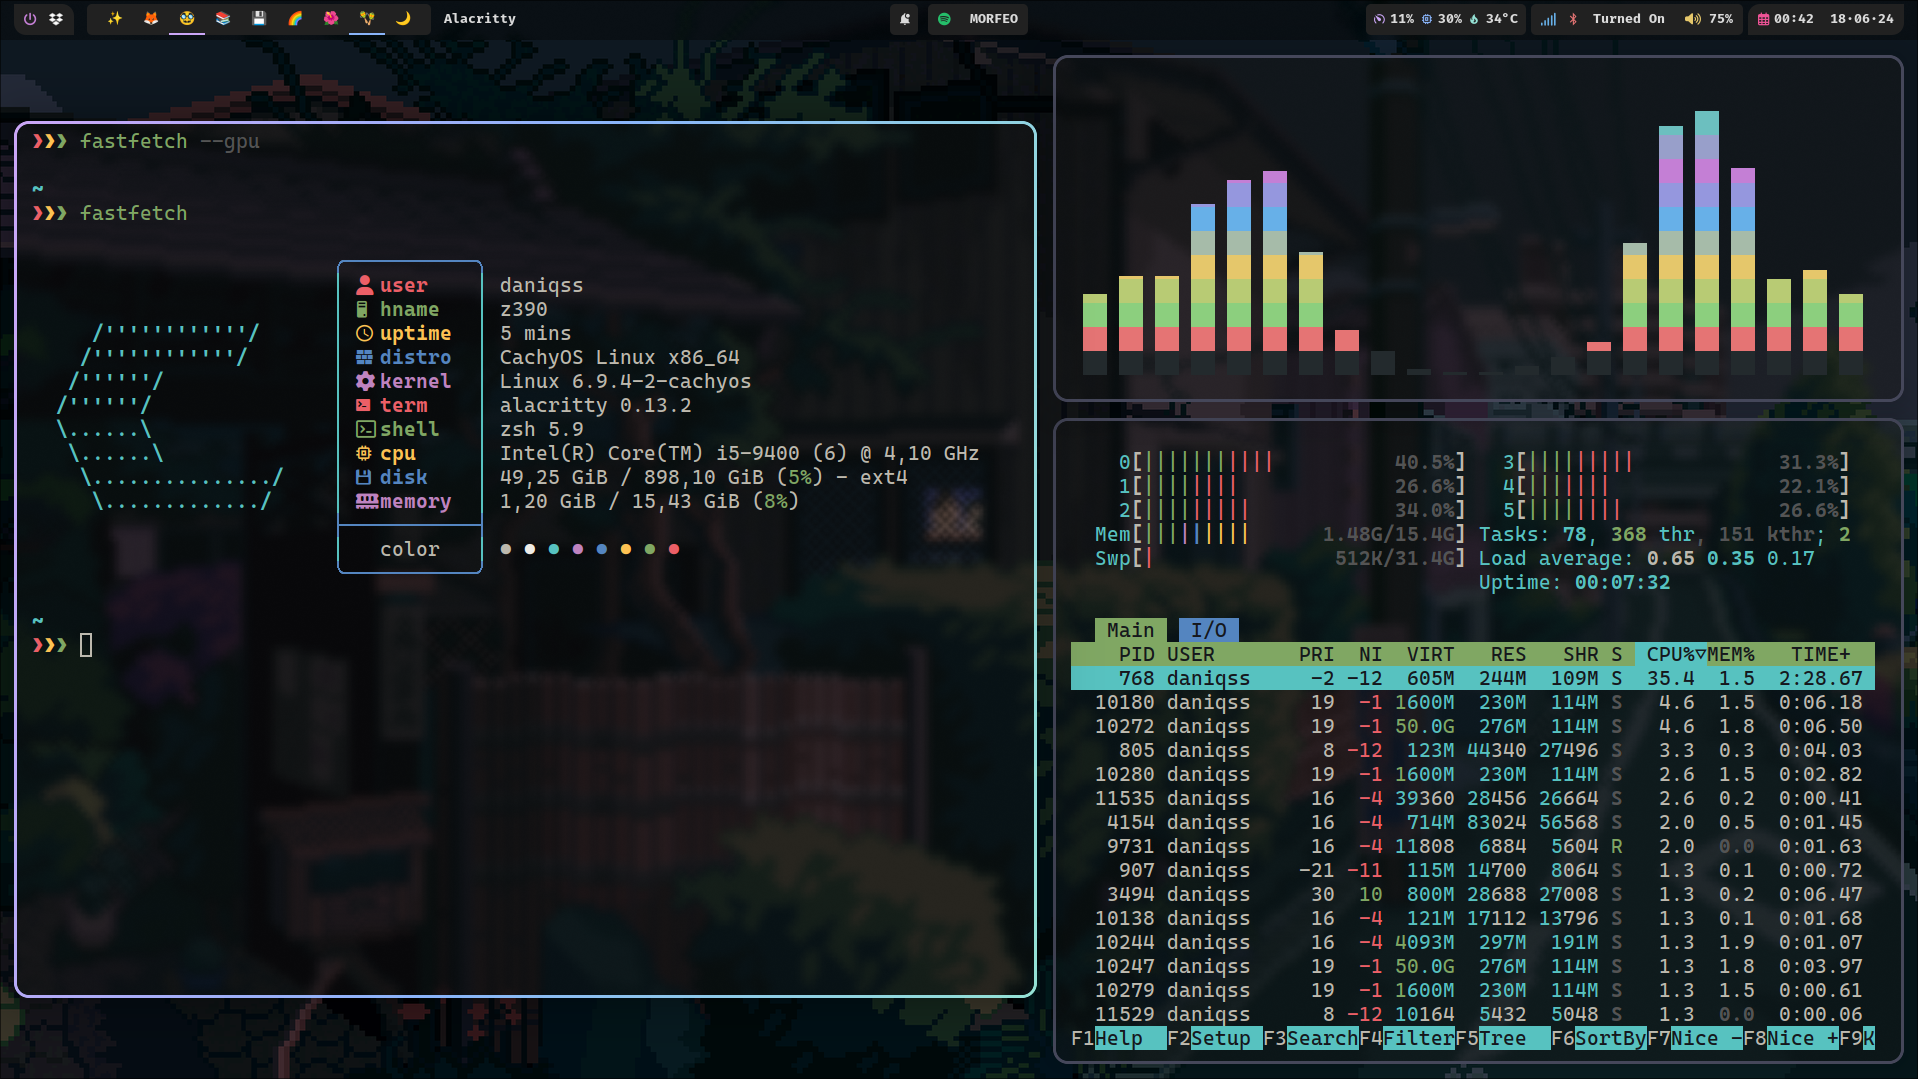 Alacritty
MORFEO
11% 30% 34°C
Turned On 75%
00:42 18:06:24
❯❯❯ fastfetch --gpu
~
❯❯❯ fastfetch
user daniqss
hname z390
uptime 5 mins
distro CachyOS Linux x86_64
kernel Linux 6.9.4-2-cachyos
term alacritty 0.13.2
shell zsh 5.9
cpu Intel(R) Core(TM) i5-9400 (6) @ 4,10 GHz
disk 49,25 GiB / 898,10 GiB (5%) - ext4
memory 1,20 GiB / 15,43 GiB (8%)
color
/''''''''''''/
/''''''''''''/
/''''''/
/''''''/
\......\
\......\
\.............../
\............./
~
❯❯❯
0[||||||||||| 40.5%] 3[||||||||| 31.3%]
1[|||||||| 26.6%] 4[||||||| 22.1%]
2[||||||||| 34.0%] 5[|||||||| 26.6%]
Mem[||||||||| 1.48G/15.4G] Tasks: 78, 368 thr, 151 kthr; 2
Swp[| 512K/31.4G] Load average: 0.65 0.35 0.17
Uptime: 00:07:32
Main I/O
PID USER PRI NI VIRT RES SHR S CPU%▽MEM% TIME+
768 daniqss -2 -12 605M 244M 109M S 35.4 1.5 2:28.67
10180 daniqss 19 -1 1600M 230M 114M S 4.6 1.5 0:06.18
10272 daniqss 19 -1 50.0G 276M 114M S 4.6 1.8 0:06.50
805 daniqss 8 -12 123M 44340 27496 S 3.3 0.3 0:04.03
10280 daniqss 19 -1 1600M 230M 114M S 2.6 1.5 0:02.82
11535 daniqss 16 -4 39360 28456 26664 S 2.6 0.2 0:00.41
4154 daniqss 16 -4 714M 83024 56568 S 2.0 0.5 0:01.45
9731 daniqss 16 -4 11808 6884 5604 R 2.0 0.0 0:01.63
907 daniqss -21 -11 115M 14700 8064 S 1.3 0.1 0:00.72
3494 daniqss 30 10 800M 28688 27008 S 1.3 0.2 0:06.47
10138 daniqss 16 -4 121M 17112 13796 S 1.3 0.1 0:01.68
10244 daniqss 16 -4 4093M 297M 191M S 1.3 1.9 0:01.07
10247 daniqss 19 -1 50.0G 276M 114M S 1.3 1.8 0:03.97
10279 daniqss 19 -1 1600M 230M 114M S 1.3 1.5 0:00.61
11529 daniqss 8 -12 10164 5432 5048 S 1.3 0.0 0:00.06
F1Help F2Setup F3SearchF4FilterF5Tree F6SortByF7Nice -F8Nice +F9K